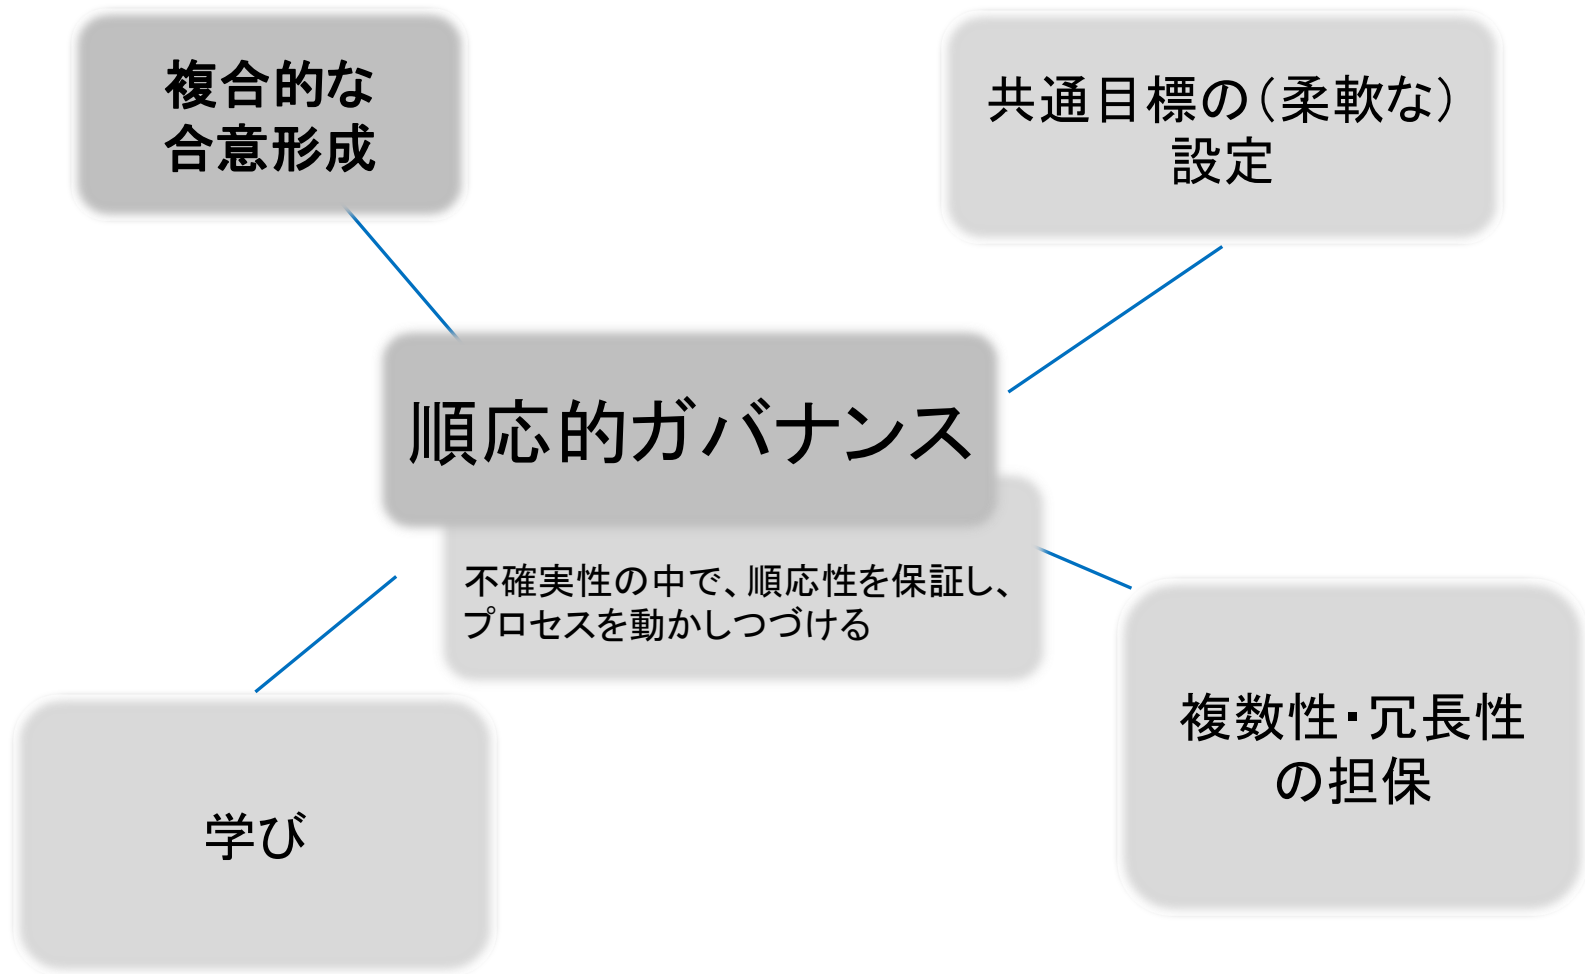 複合的な
合意形成
共通目標の(柔軟な)
設定
順応的ガバナンス
不確実性の中で、順応性を保証し、
プロセスを動かしつづける
学び
複数性・冗長性
の担保